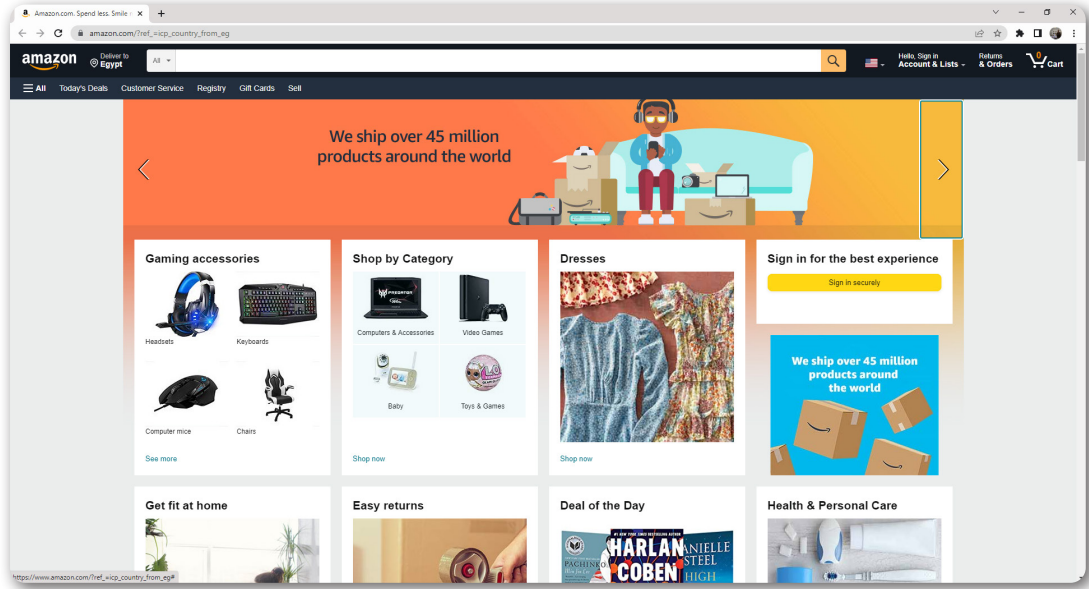 Amazon.com. Spend less. Smile
amazon.com/?ref_=icp_country_from_eg
amazon
Deliver to
Egypt
All
Hello, Sign in
Account & Lists
Returns
& Orders
0
Cart
All
Today's Deals
Customer Service
Registry
Gift Cards
Sell
We ship over 45 million
products around the world
Gaming accessories
Headsets
Keyboards
Computer mice
Chairs
See more
Shop by Category
PREDATOR
Computers & Accessories
Video Games
Baby
Toys & Games
Shop now
Dresses
Shop now
Sign in for the best experience
Sign in securely
We ship over 45 million
products around
the world
Get fit at home
Easy returns
Deal of the Day
PACHINKO
HARLAN
COBEN
DANIELLE
STEEL
HIGH
Health & Personal Care
https://www.amazon.com/?ref_=icp_country_from_eg#